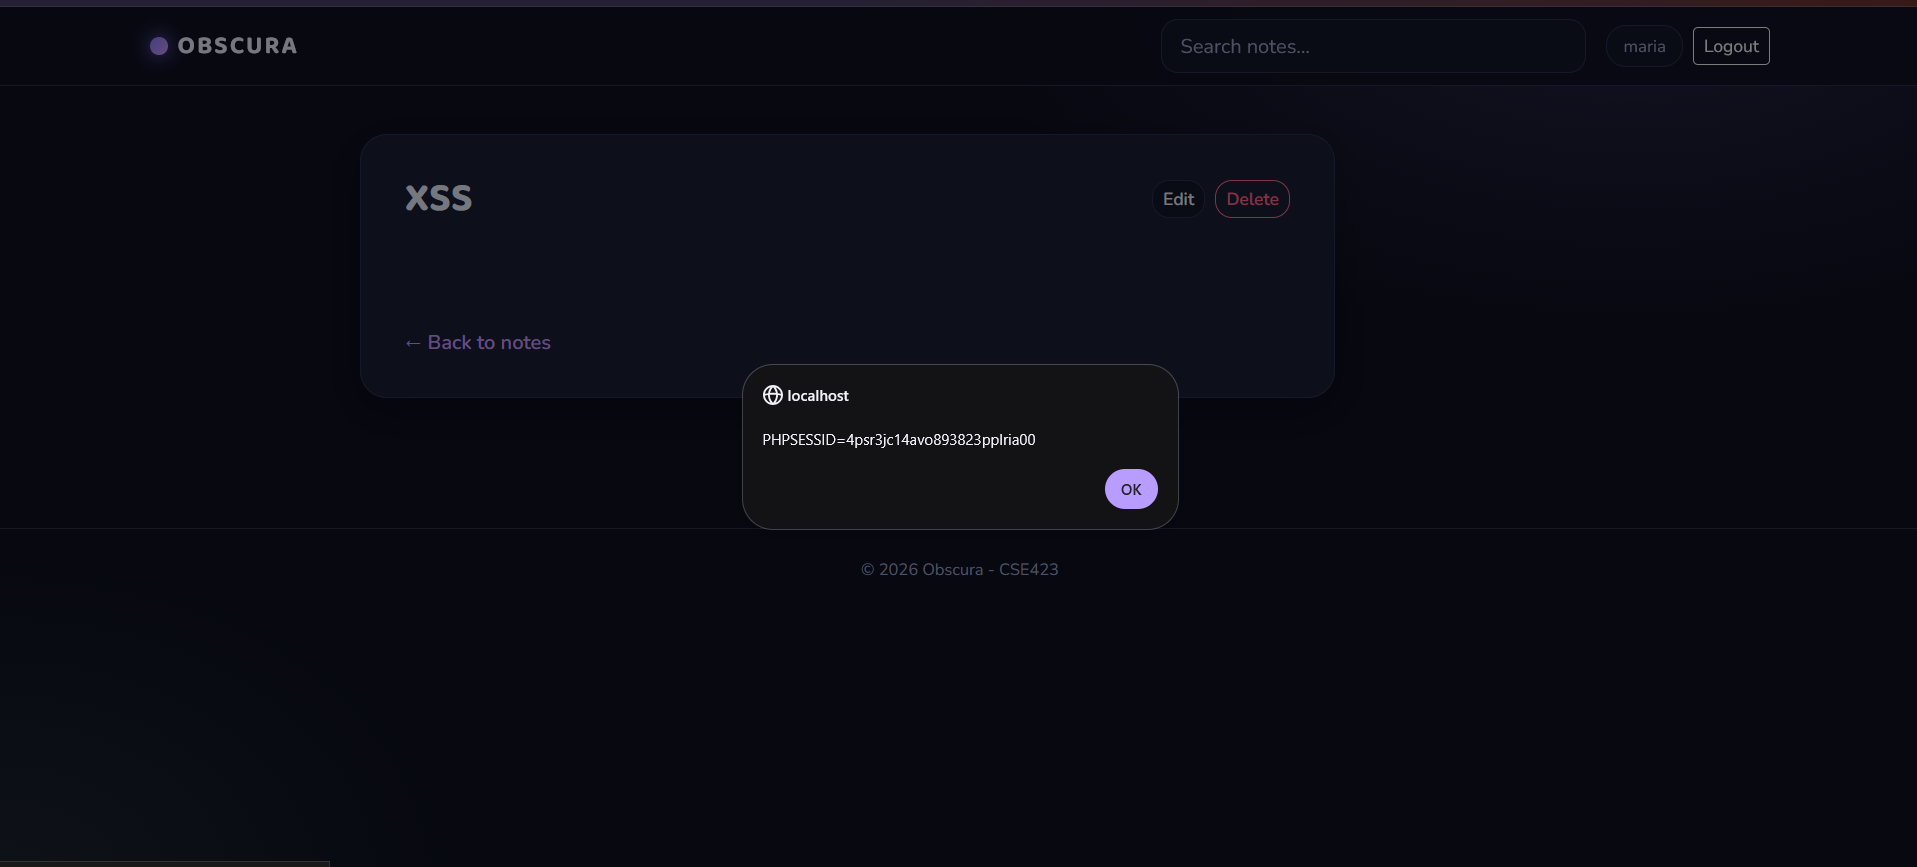 OBSCURA
Search notes...
maria
Logout
XSS
Edit
Delete
← Back to notes
localhost
PHPSESSID=4psr3jc14avo893823pplria00
OK
© 2026 Obscura - CSE423